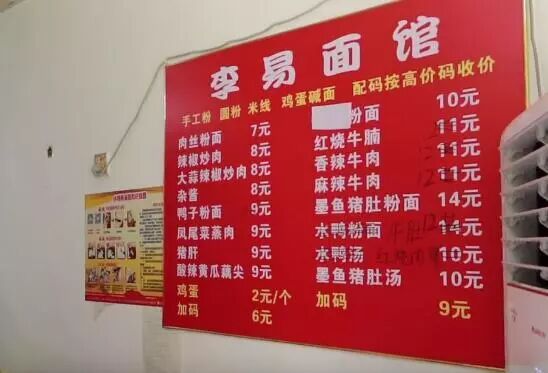 李易面馆
手工粉 圆粉 米线 鸡蛋碱面 配码按高价码收价
肉丝粉面 7元
辣椒炒肉 8元
大蒜辣椒炒肉 8元
杂酱 8元
鸭子粉面 9元
凤尾菜蒸肉 9元
猪肝 9元
酸辣黄瓜藕尖 9元
鸡蛋 2元/个
加码 6元
粉面 10元
红烧牛腩 11元
香辣牛肉 11元
麻辣牛肉 11元
墨鱼猪肚粉面 14元
水鸭粉面 14元
水鸭汤 10元
墨鱼猪肚汤 10元
加码 9元